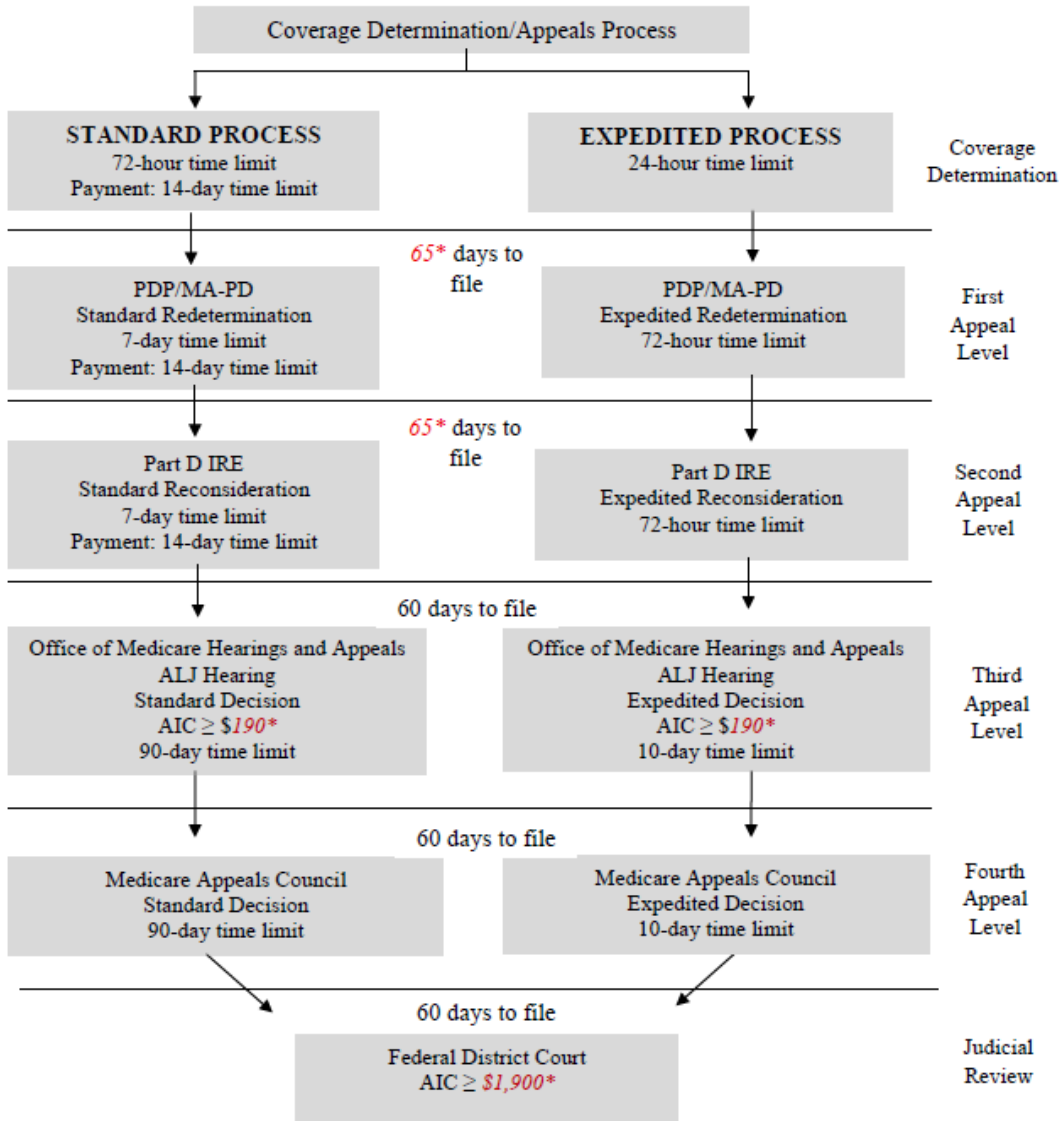 Coverage Determination/Appeals Process
STANDARD PROCESS
72-hour time limit
Payment: 14-day time limit
EXPEDITED PROCESS
24-hour time limit
Coverage
Determination
65* days to
file
PDP/MA-PD
Standard Redetermination
7-day time limit
Payment: 14-day time limit
PDP/MA-PD
Expedited Redetermination
72-hour time limit
First
Appeal
Level
65* days to
file
Part D IRE
Standard Reconsideration
7-day time limit
Payment: 14-day time limit
Part D IRE
Expedited Reconsideration
72-hour time limit
Second
Appeal
Level
60 days to file
Office of Medicare Hearings and Appeals
ALJ Hearing
Standard Decision
AIC ≥ $190*
90-day time limit
Office of Medicare Hearings and Appeals
ALJ Hearing
Expedited Decision
AIC ≥ $190*
10-day time limit
Third
Appeal
Level
60 days to file
Medicare Appeals Council
Standard Decision
90-day time limit
Medicare Appeals Council
Expedited Decision
10-day time limit
Fourth
Appeal
Level
60 days to file
Federal District Court
AIC ≥ $1,900*
Judicial
Review